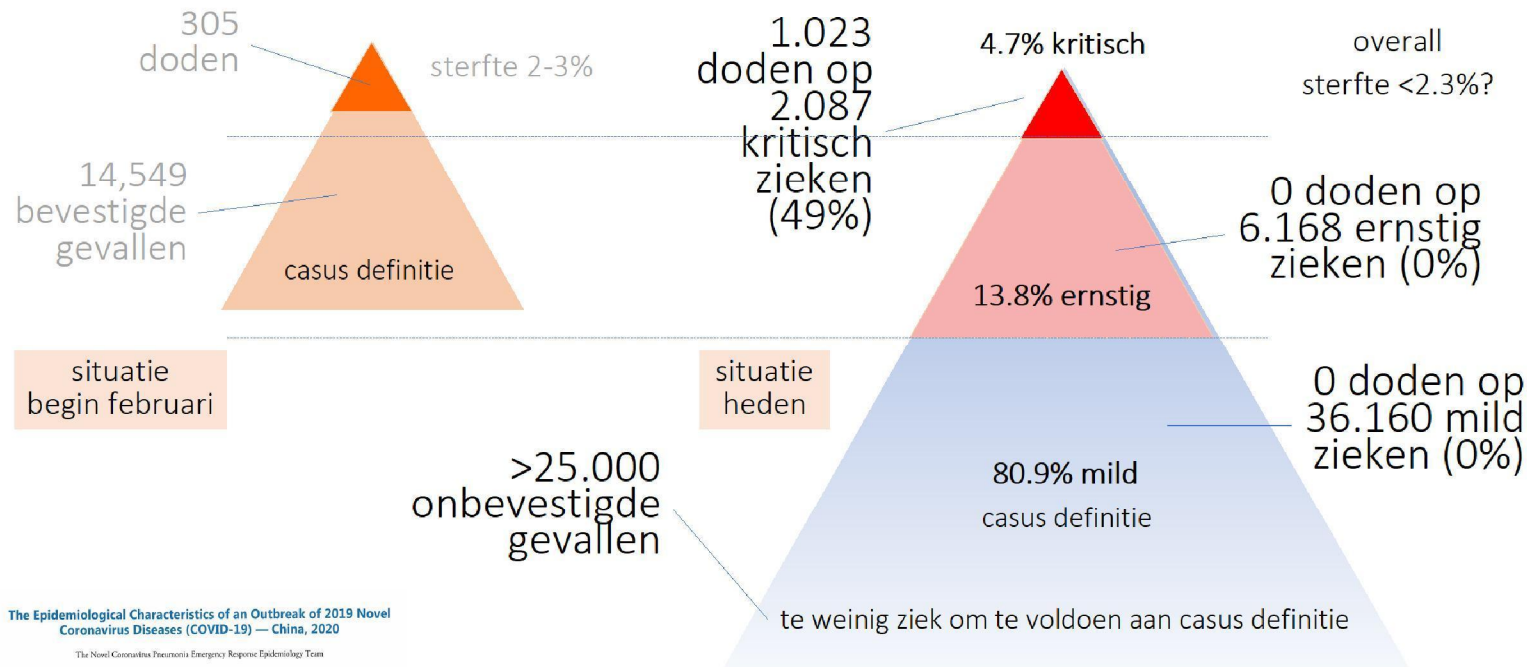 305
doden
sterfte 2-3%
14,549
bevestigde
gevallen
casus definitie
situatie
begin februari
1.023
doden op
2.087
kritisch
zieken
(49%)
4.7% kritisch
overall
sterfte <2.3%?
0 doden op
6.168 ernstig
zieken (0%)
13.8% ernstig
situatie
heden
0 doden op
36.160 mild
zieken (0%)
>25.000
onbevestigde
gevallen
80.9% mild
casus definitie
te weinig ziek om te voldoen aan casus definitie
The Epidemiological Characteristics of an Outbreak of 2019 Novel
Coronavirus Diseases (COVID-19) — China, 2020
The Novel Coronavirus Pneumonia Emergency Response Epidemiology Team